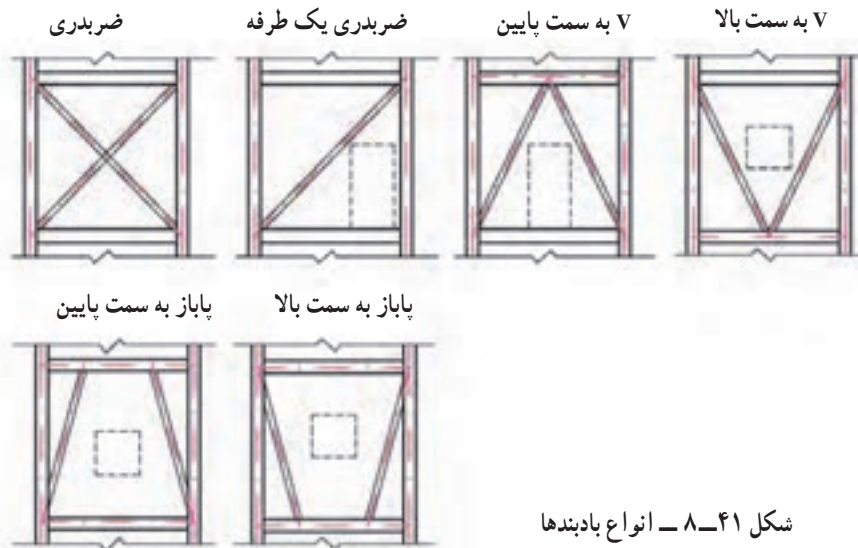 V به سمت بالا
V به سمت پایین
ضربدری یک طرفه
ضربدری
پاباز به سمت بالا
پاباز به سمت پایین
شکل ۴۱ــ۸ ــ انواع بادبندها